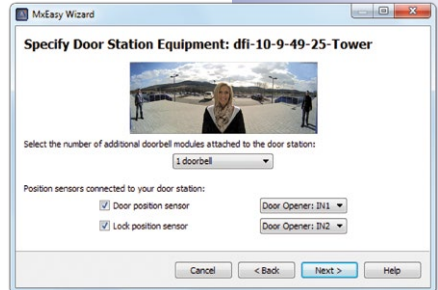 MxEasy Wizard
Specify Door Station Equipment: dfi-10-9-49-25-Tower
Select the number of additional doorbell modules attached to the door station:
1 doorbell
Position sensors connected to your door station:
Door position sensor Door Opener: IN1
Lock position sensor Door Opener: IN2
Cancel < Back Next > Help